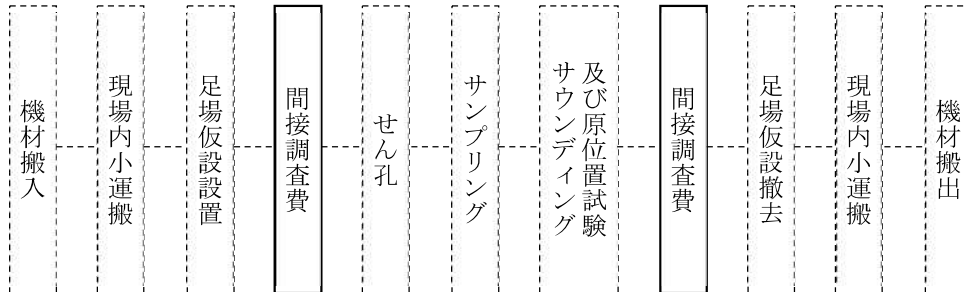 機材搬入
現場内小運搬
足場仮設設置
間接調査費
せん孔
サンプリング
サウンディング
及び原位置試験
間接調査費
足場仮設撤去
現場内小運搬
機材搬出